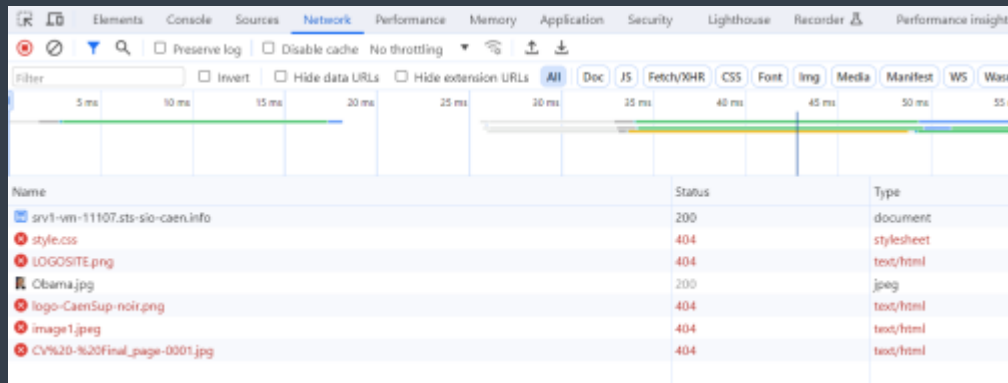 Elements Console Sources Network Performance Memory Application Security Lighthouse Recorder Performance insight
Preserve log Disable cache No throttling
Filter Invert Hide data URLs Hide extension URLs All Doc JS Fetch/XHR CSS Font Img Media Manifest WS Was
5 ms 10 ms 15 ms 20 ms 25 ms 30 ms 35 ms 40 ms 45 ms 50 ms 55
Name Status Type
srv1-vm-11107.sts-sio-caen.info 200 document
style.css 404 stylesheet
LOGOSITE.png 404 text/html
Obama.jpg 200 jpeg
logo-CaenSup-noir.png 404 text/html
image1.jpeg 404 text/html
CV%20-%20Final_page-0001.jpg 404 text/html